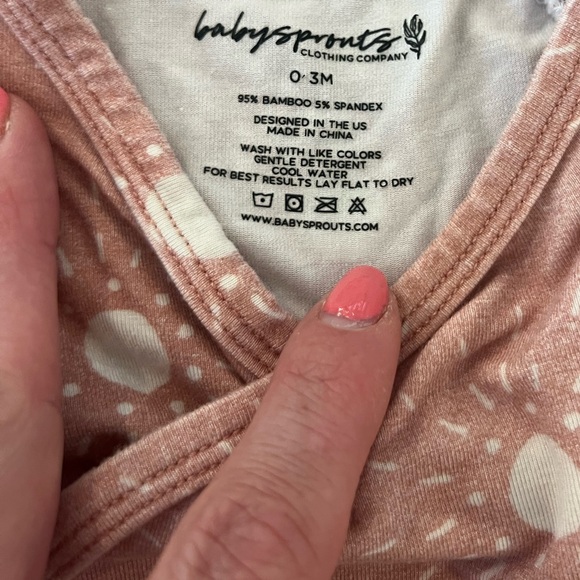 babysprouts
CLOTHING COMPANY
0-3M
95% BAMBOO 5% SPANDEX
DESIGNED IN THE US
MADE IN CHINA
WASH WITH LIKE COLORS
GENTLE DETERGENT
COOL WATER
FOR BEST RESULTS LAY FLAT TO DRY
WWW.BABYSPROUTS.COM